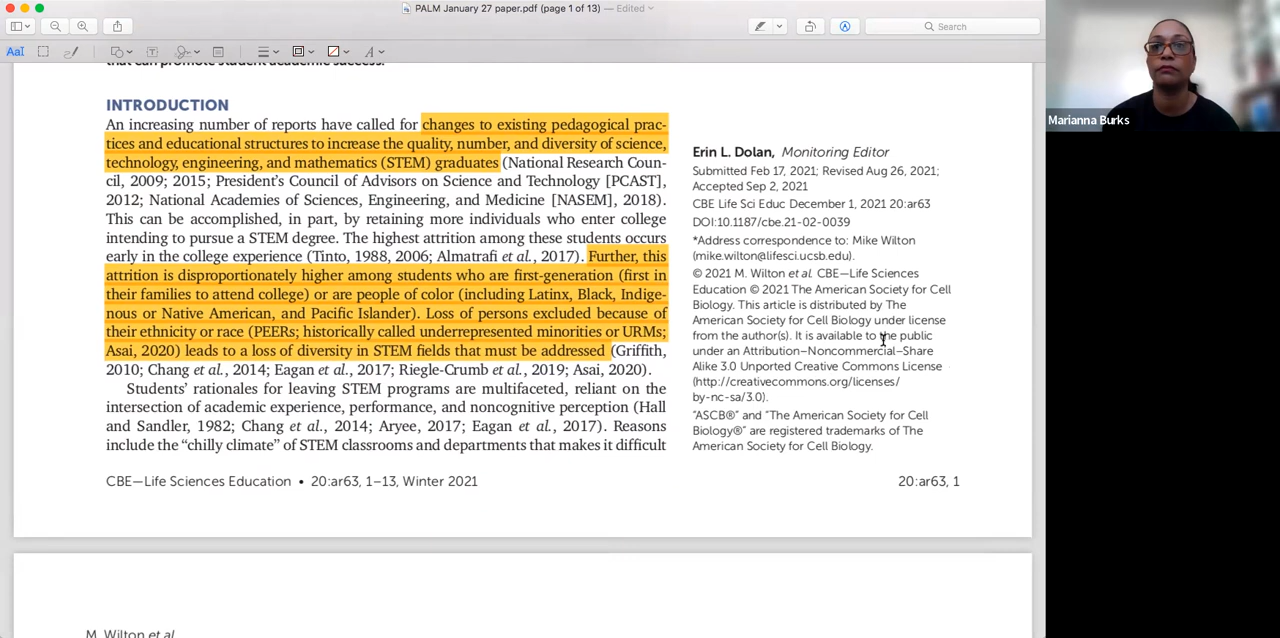 PALM January 27 paper.pdf (page 1 of 13) — Edited
Search
AaI
A
that can promote student academic success.
INTRODUCTION
An increasing number of reports have called for changes to existing pedagogical prac-
tices and educational structures to increase the quality, number, and diversity of science,
technology, engineering, and mathematics (STEM) graduates (National Research Coun-
cil, 2009; 2015; President's Council of Advisors on Science and Technology [PCAST],
2012; National Academies of Sciences, Engineering, and Medicine [NASEM], 2018).
This can be accomplished, in part, by retaining more individuals who enter college
intending to pursue a STEM degree. The highest attrition among these students occurs
early in the college experience (Tinto, 1988, 2006; Almatrafi et al., 2017). Further, this
attrition is disproportionately higher among students who are first-generation (first in
their families to attend college) or are people of color (including Latinx, Black, Indige-
nous or Native American, and Pacific Islander). Loss of persons excluded because of
their ethnicity or race (PEERs; historically called underrepresented minorities or URMs;
Asai, 2020) leads to a loss of diversity in STEM fields that must be addressed (Griffith,
2010; Chang et al., 2014; Eagan et al., 2017; Riegle-Crumb et al., 2019; Asai, 2020).
Students' rationales for leaving STEM programs are multifaceted, reliant on the
intersection of academic experience, performance, and noncognitive perception (Hall
and Sandler, 1982; Chang et al., 2014; Aryee, 2017; Eagan et al., 2017). Reasons
include the “chilly climate” of STEM classrooms and departments that makes it difficult
Erin L. Dolan, Monitoring Editor
Submitted Feb 17, 2021; Revised Aug 26, 2021;
Accepted Sep 2, 2021
CBE Life Sci Educ December 1, 2021 20:ar63
DOI:10.1187/cbe.21-02-0039
*Address correspondence to: Mike Wilton
(mike.wilton@lifesci.ucsb.edu).
© 2021 M. Wilton et al. CBE—Life Sciences
Education © 2021 The American Society for Cell
Biology. This article is distributed by The
American Society for Cell Biology under license
from the author(s). It is available to the public
under an Attribution–Noncommercial–Share
Alike 3.0 Unported Creative Commons License
(http://creativecommons.org/licenses/
by-nc-sa/3.0).
“ASCB®” and “The American Society for Cell
Biology®” are registered trademarks of The
American Society for Cell Biology.
CBE—Life Sciences Education • 20:ar63, 1–13, Winter 2021
20:ar63, 1
M. Wilton et al.
Marianna Burks